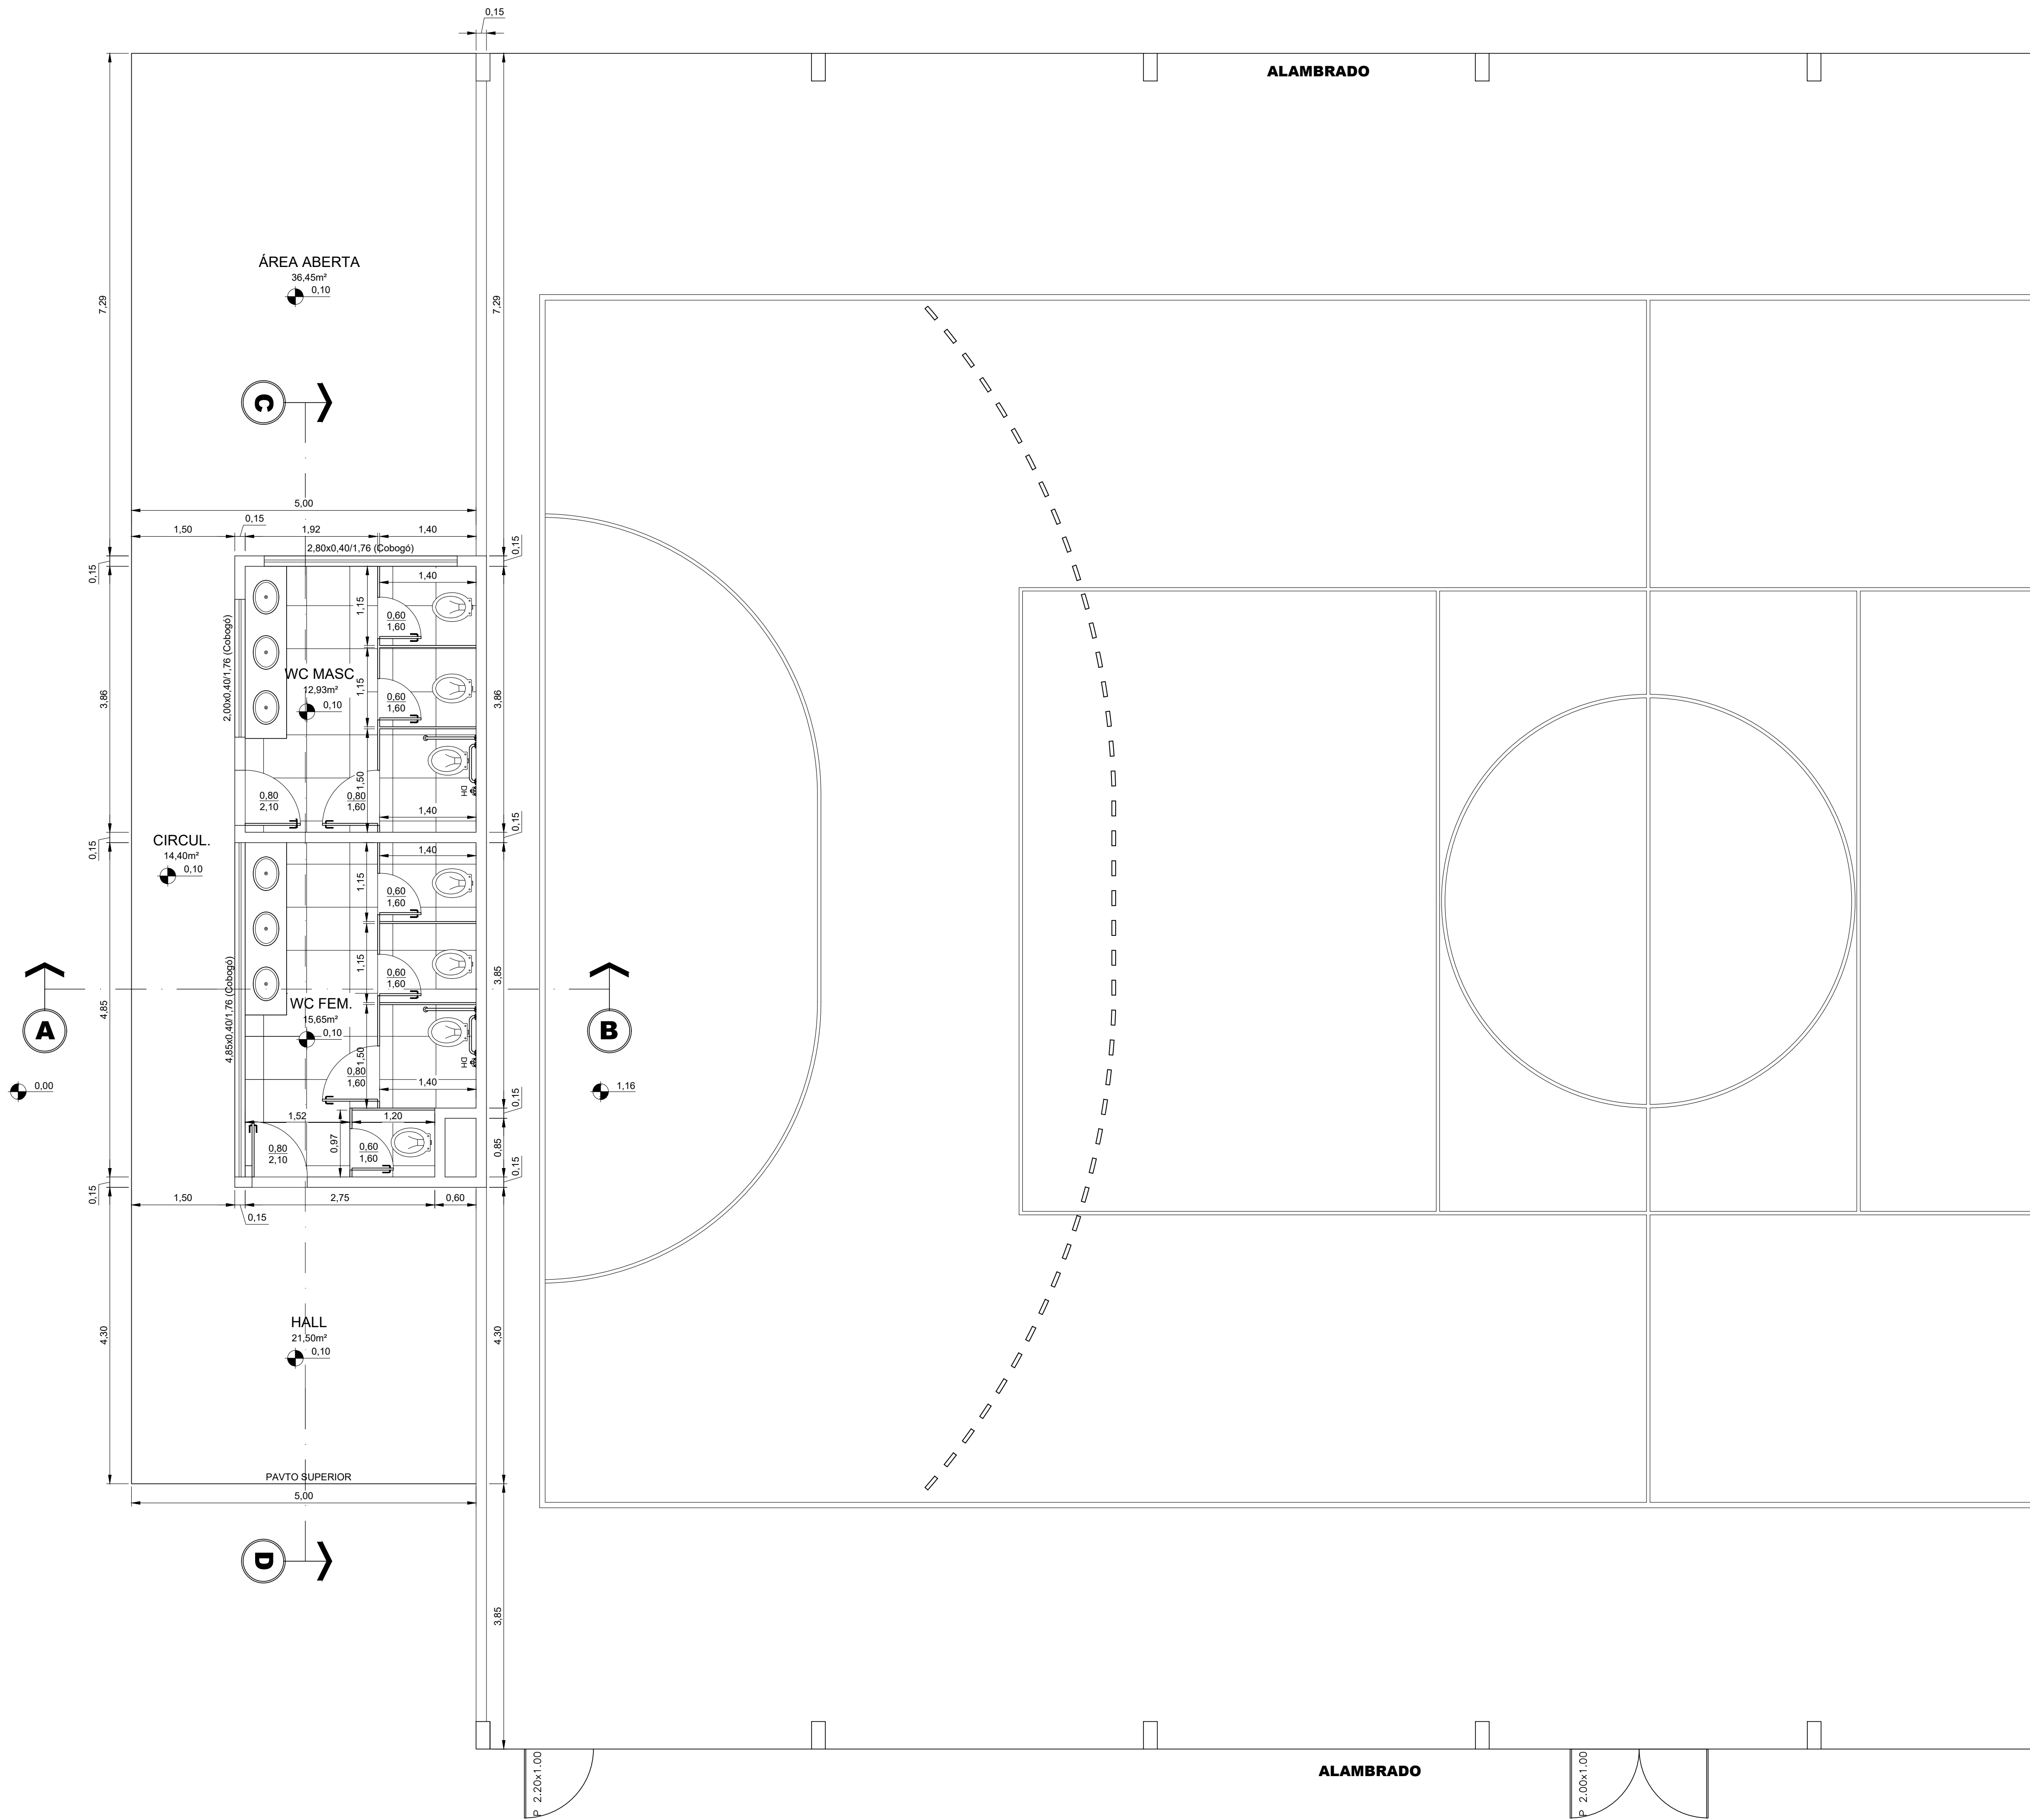 0,15
ALAMBRADO
ÁREA ABERTA
36,45m²
0,10
7,29
7,29
C
5,00
0,15
1,50
1,92
1,40
2,80x0,40/1,76 (Cobogó)
0,15
0,15
1,40
1,15
0,60
1,60
2,00x0,40/1,76 (Cobogó)
WC MASC
12,93m²
0,10
1,15
0,60
1,60
3,86
3,86
1,50
0,80
2,10
0,80
1,60
DH
1,40
0,15
0,15
CIRCUL.
14,40m²
0,10
1,40
1,15
0,60
1,60
1,15
0,60
1,60
4,85x0,40/1,76 (Cobogó)
4,85
3,85
WC FEM.
15,65m²
0,10
A
B
1,50
0,80
1,60
DH
1,40
0,00
1,16
0,15
1,52
1,20
0,97
0,80
2,10
0,60
1,60
0,85
0,15
0,15
1,50
2,75
0,60
0,15
HALL
21,50m²
0,10
4,30
4,30
PAVTO SUPERIOR
5,00
D
3,85
P 2.20x1.00
ALAMBRADO
P 2.00x1.00